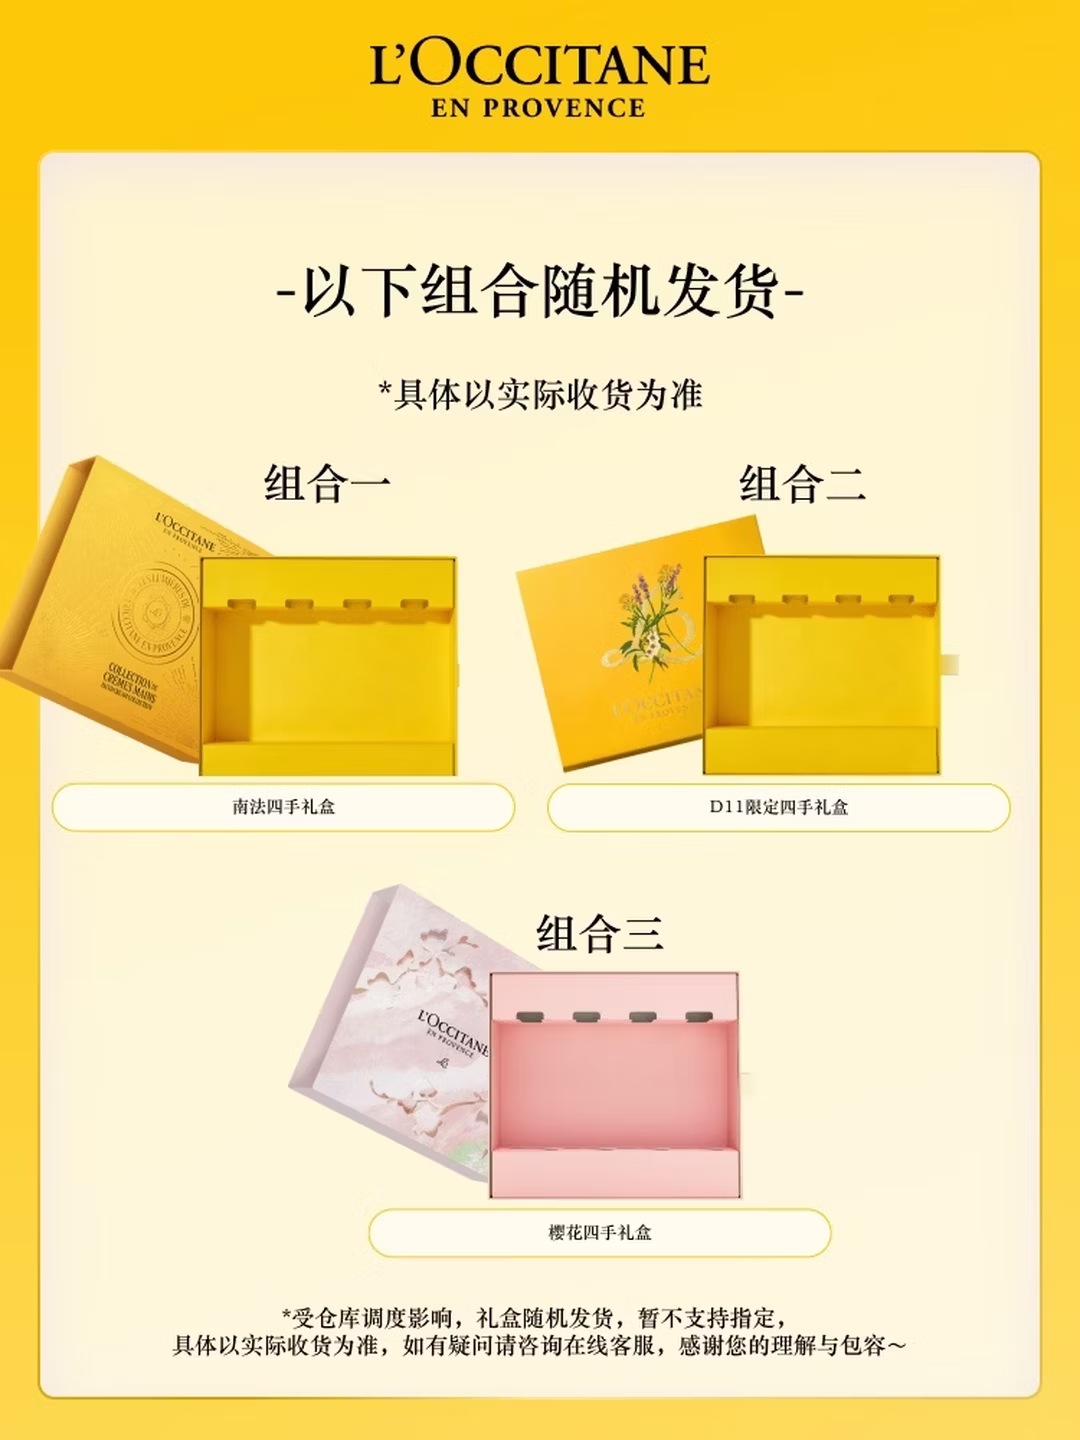 L'OCCITANE
EN PROVENCE
-以下组合随机发货-
*具体以实际收货为准
组合一
组合二
L'OCCITANE
EN PROVENCE
COLLECTION DE
CRÈMES MAINS
L'OCCITANE
EN PROVENCE
南法四手礼盒
D11限定四手礼盒
组合三
L'OCCITANE
EN PROVENCE
樱花四手礼盒
*受仓库调度影响，礼盒随机发货，暂不支持指定，
具体以实际收货为准，如有疑问请咨询在线客服，感谢您的理解与包容～